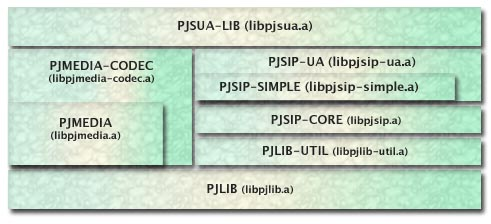 PJSUA-LIB (libpjsua.a)
PJMEDIA-CODEC
(libpjmedia-codec.a)
PJMEDIA
(libpjmedia.a)
PJSIP-UA (libpjsip-ua.a)
PJSIP-SIMPLE (libpjsip-simple.a)
PJSIP-CORE (libpjsip.a)
PJLIB-UTIL (libpjlib-util.a)
PJLIB (libpjlib.a)